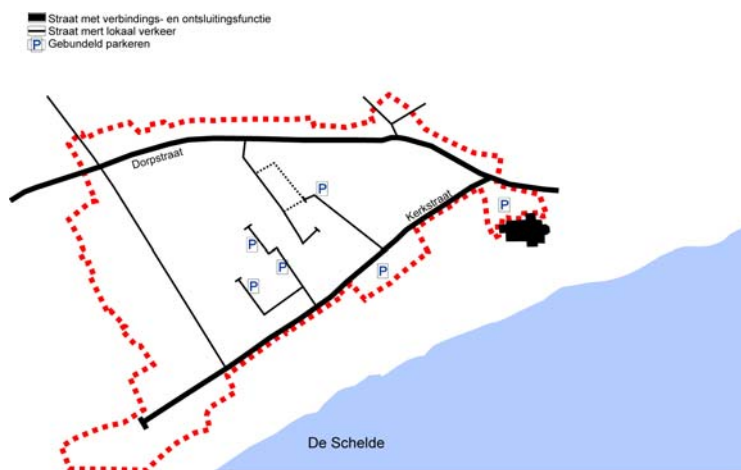 Straat met verbindings- en ontsluitingsfunctie
Straat mert lokaal verkeer
P Gebundeld parkeren
Dorpstraat
P
Kerkstraat
P
P
P
P
P
De Schelde